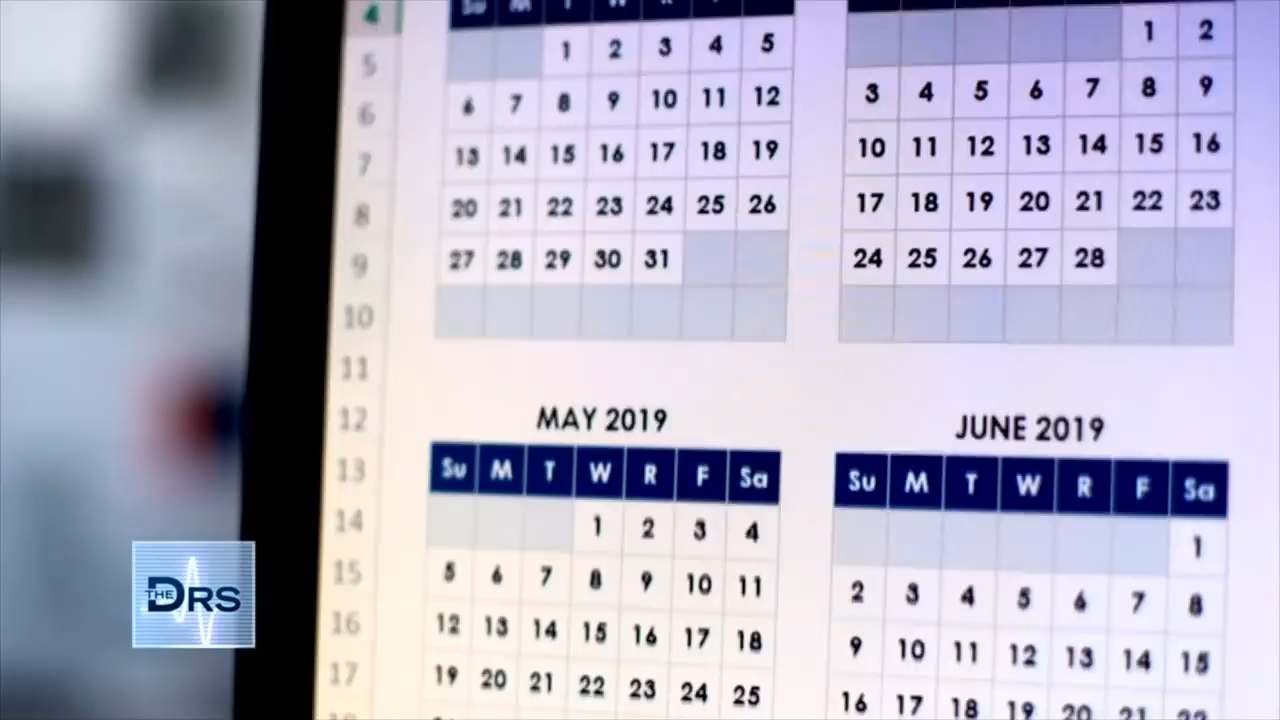 4
Su M T W R F
5 1 2 3 4 5 1 2
6 6 7 8 9 10 11 12 3 4 5 6 7 8 9
7 13 14 15 16 17 18 19 10 11 12 13 14 15 16
8 20 21 22 23 24 25 26 17 18 19 20 21 22 23
9 27 28 29 30 31 24 25 26 27 28
10
11
12 MAY 2019 JUNE 2019
13 Su M T W R F Sa Su M T W R F Sa
14 1 2 3 4 1
15 5 6 7 8 9 10 11 2 3 4 5 6 7 8
16 12 13 14 15 16 17 18 9 10 11 12 13 14 15
17 19 20 21 22 23 24 25 16 17 18 19 20 21 22
THE DRS